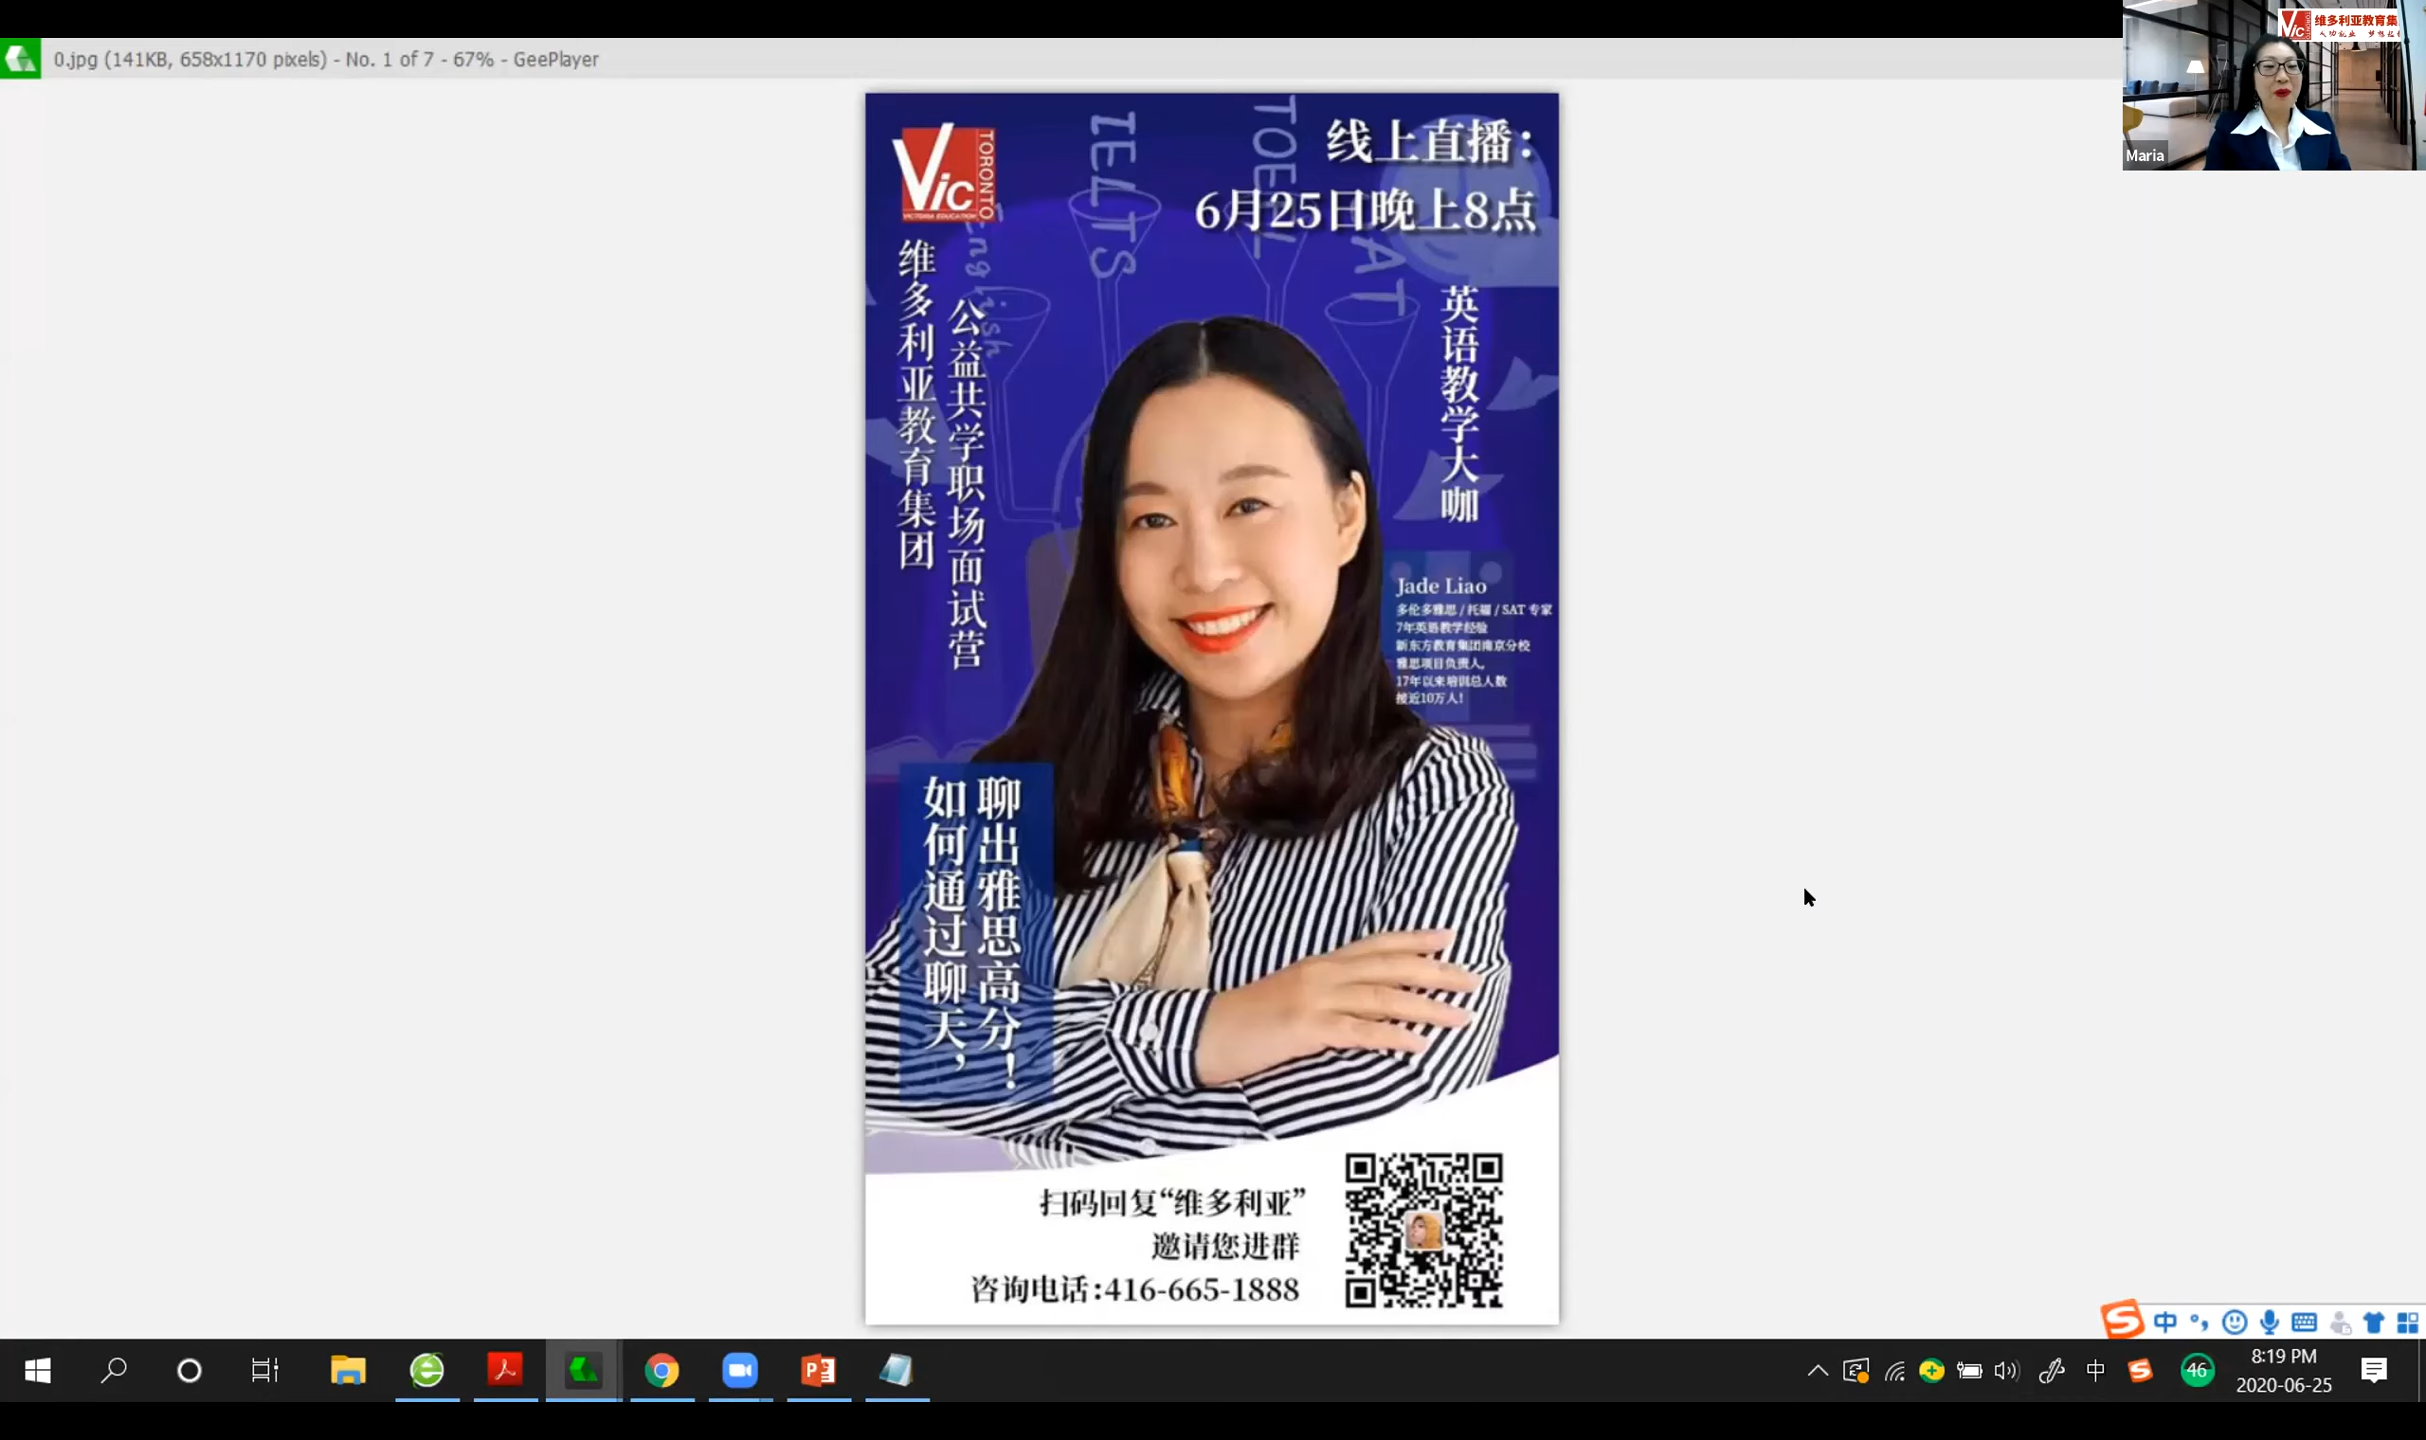 0.jpg (141KB, 658x1170 pixels) - No. 1 of 7 - 67% - GeePlayer
维多利亚教育集
Maria
Vic
TORONTO
VICTORIA EDUCATION
IELTS
TOEFL
English
线上直播：
6月25日晚上8点
维多利亚教育集团
公益共学职场面试营
英语教学大咖
Jade Liao
多伦多雅思 / 托福 / SAT 专家
7年英语教学经验
新东方教育集团南京分校
雅思项目负责人，
17年以来培训总人数
接近10万人！
如何通过聊天，
聊出雅思高分！
扫码回复“维多利亚”
邀请您进群
咨询电话：416-665-1888
中
中
46
8:19 PM
2020-06-25